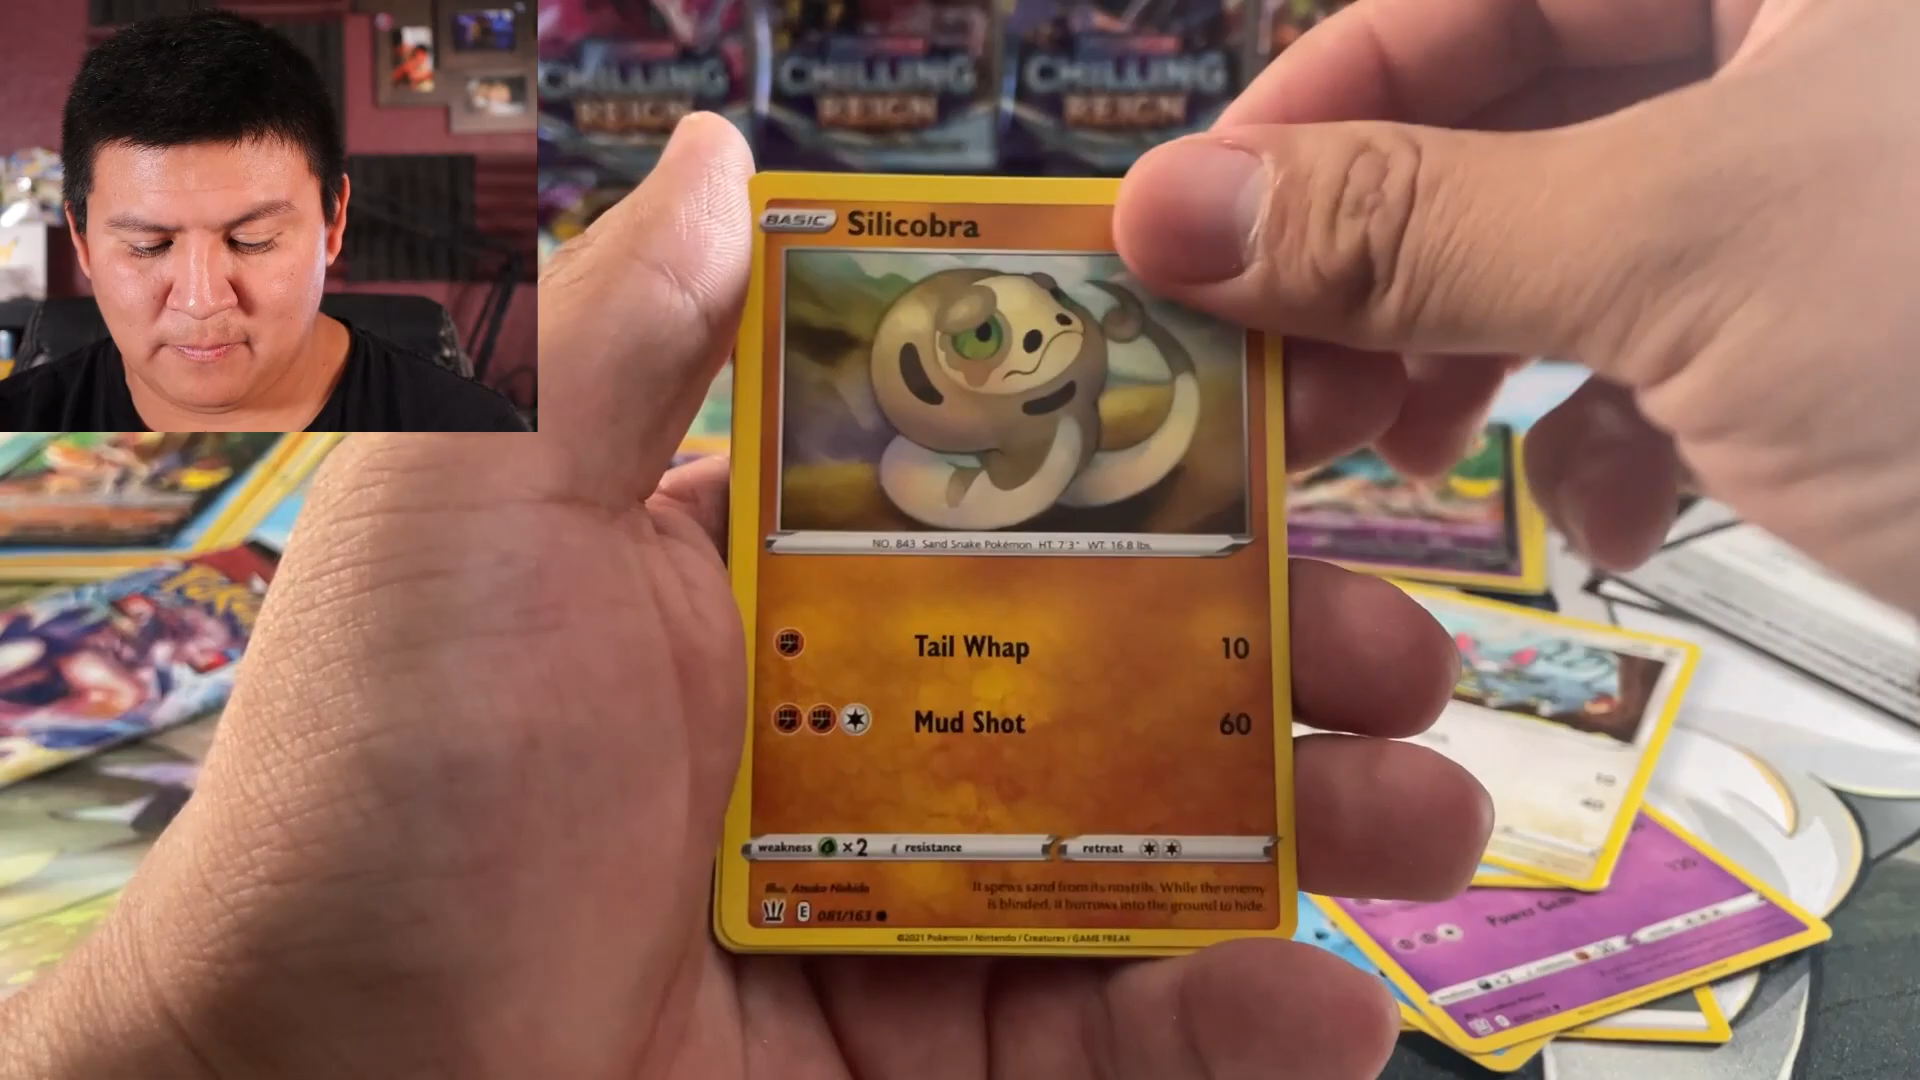 CHILLING REIGN
CHILLING REIGN
CHILLING REIGN
BASIC Silicobra
NO. 843 Sand Snake Pokémon HT: 7'3" WT: 16.8 lbs.
Tail Whap 10
Mud Shot 60
weakness ×2 resistance retreat
Illus. Atsuko Nishida
It spews sand from its nostrils. While the enemy
is blinded, it burrows into the ground to hide.
E 081/163
©2021 Pokémon / Nintendo / Creatures / GAME FREAK
10
40
Power